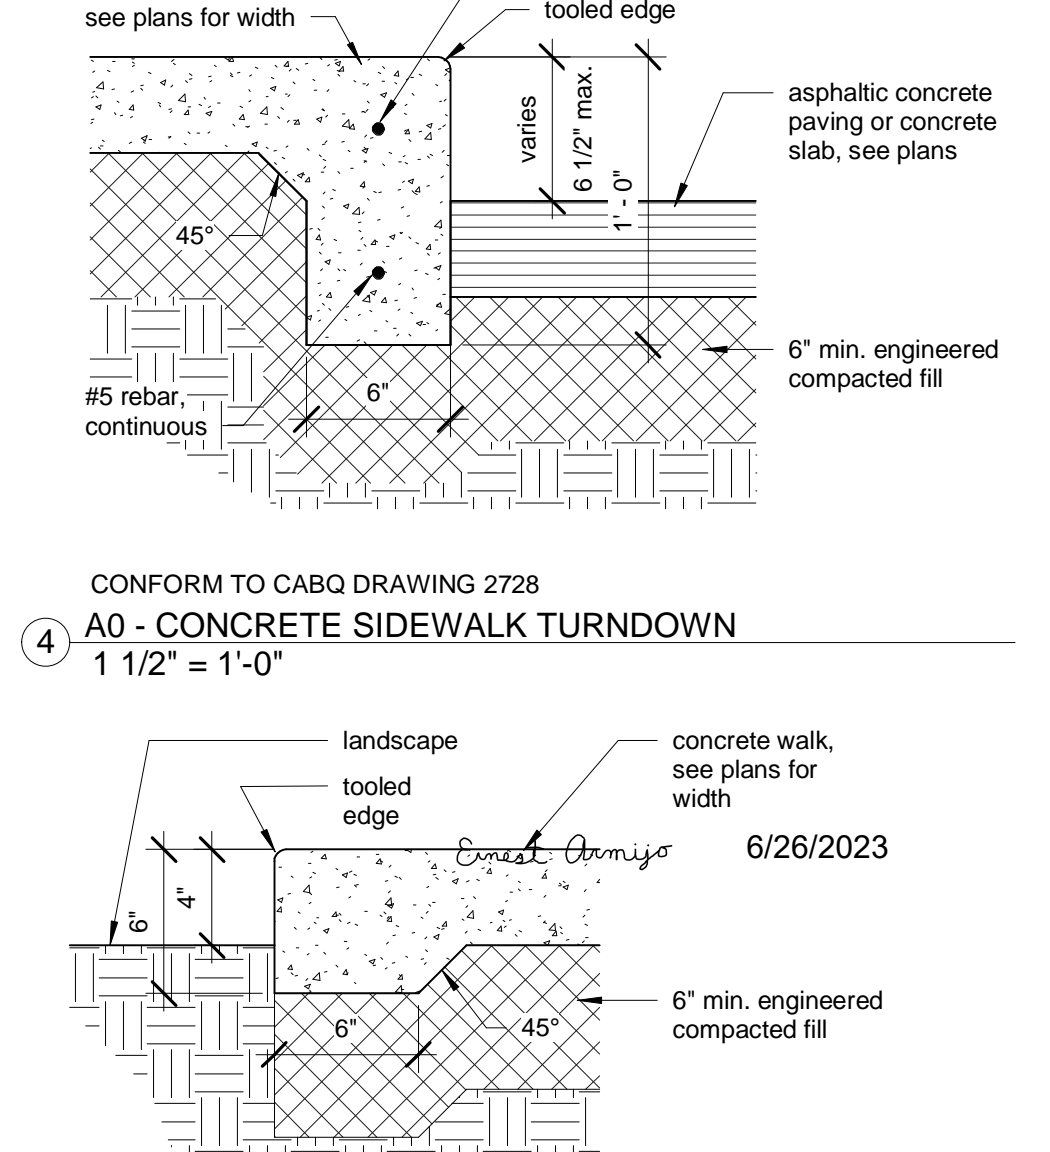 see plans for width
tooled edge
varies
6 1/2" max.
1' - 0"
asphaltic concrete
paving or concrete
slab, see plans
45°
6" min. engineered
compacted fill
#5 rebar,
continuous
6"
CONFORM TO CABQ DRAWING 2728
4
A0 - CONCRETE SIDEWALK TURNDOWN
1 1/2" = 1'-0"
landscape
tooled
edge
concrete walk,
see plans for
width
Ernest Armijo
6/26/2023
6"
4"
6" min. engineered
compacted fill
6"
45°